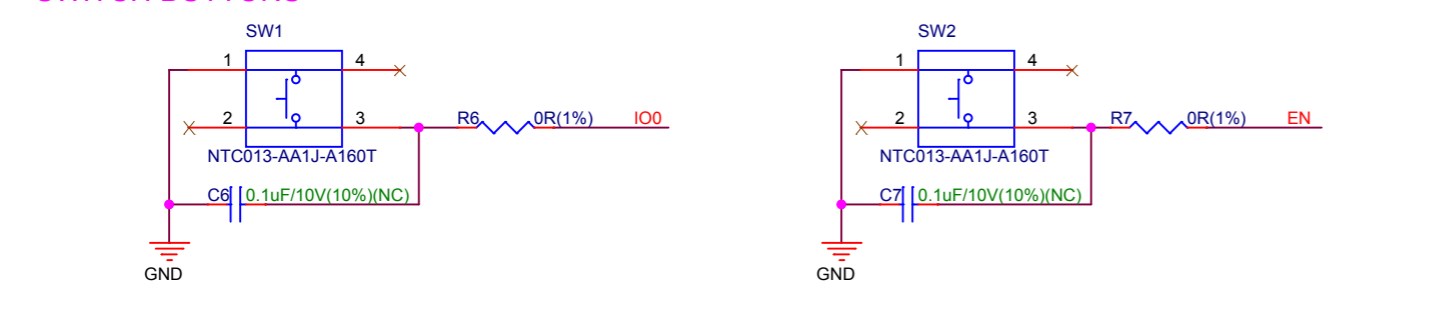 SW1
1 4
2 3
R6 0R(1%) IO0
NTC013-AA1J-A160T
C6 0.1uF/10V(10%)(NC)
GND
SW2
1 4
2 3
R7 0R(1%) EN
NTC013-AA1J-A160T
C7 0.1uF/10V(10%)(NC)
GND